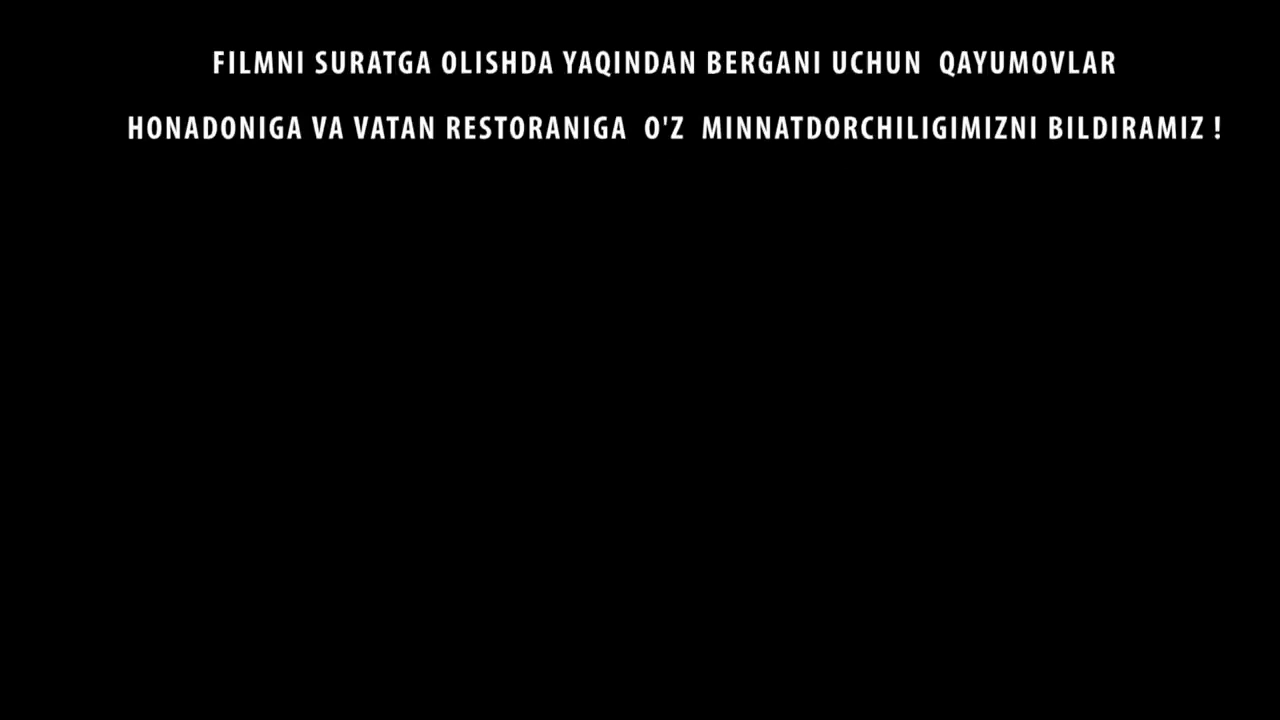 FILMNI SURATGA OLISHDA YAQINDAN BERGANI UCHUN QAYUMOVLAR
HONADONIGA VA VATAN RESTORANIGA O'Z MINNATDORCHILIGIMIZNI BILDIRAMIZ !